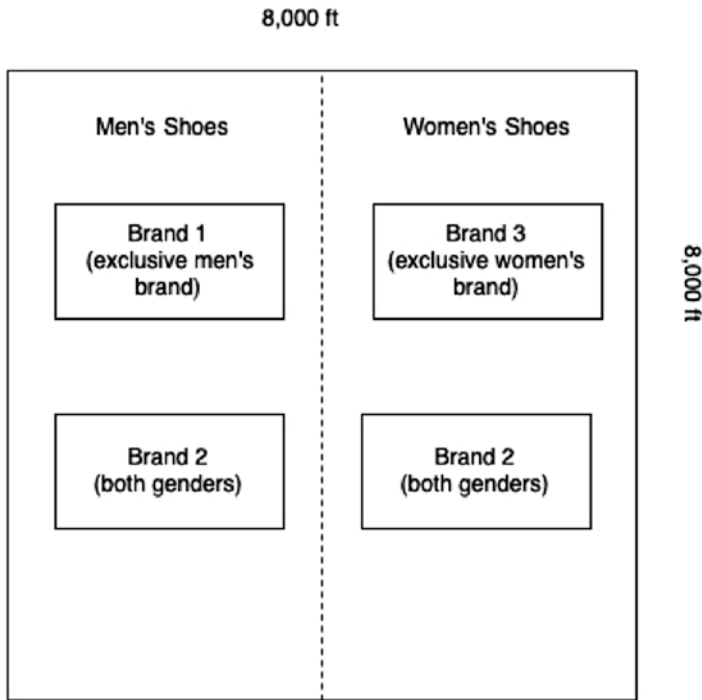 8,000 ft
Men's Shoes
Women's Shoes
Brand 1
(exclusive men's
brand)
Brand 3
(exclusive women's
brand)
8,000 ft
Brand 2
(both genders)
Brand 2
(both genders)